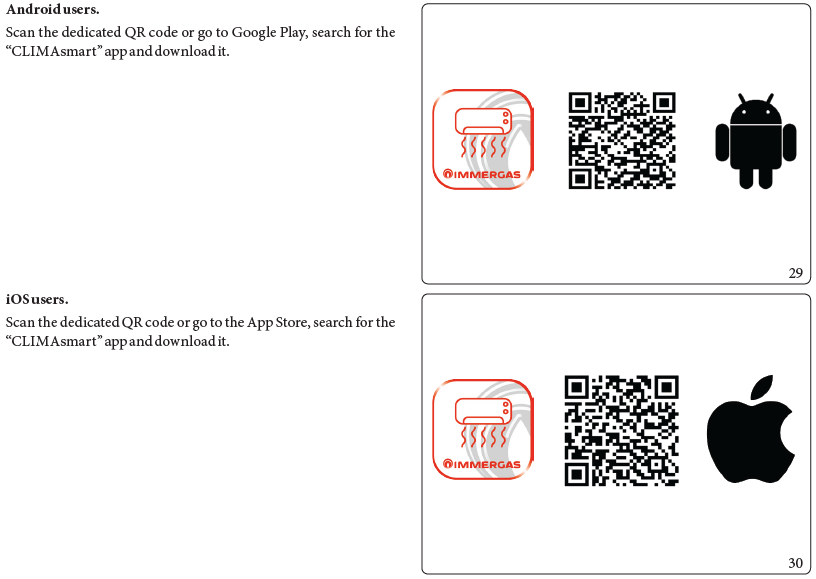 Android users.
Scan the dedicated QR code or go to Google Play, search for the
“CLIMAsmart” app and download it.
IMMERGAS
29
iOS users.
Scan the dedicated QR code or go to the App Store, search for the
“CLIMAsmart” app and download it.
IMMERGAS
30